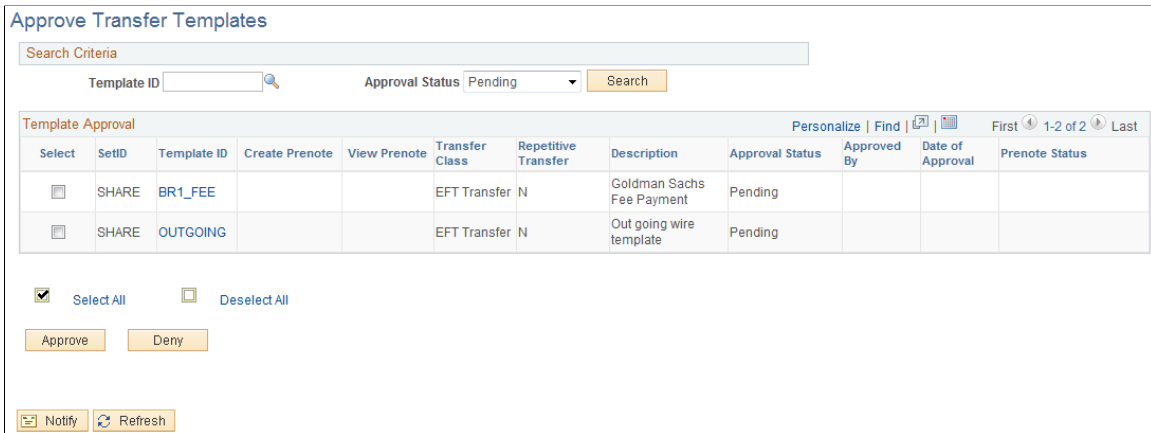 Approve Transfer Templates
Search Criteria
Template ID Approval Status Pending Search
Template Approval Personalize | Find | | First 1-2 of 2 Last
Select SetID Template ID Create Prenote View Prenote Transfer Class Repetitive Transfer Description Approval Status Approved By Date of Approval Prenote Status
SHARE BR1_FEE EFT Transfer N Goldman Sachs Fee Payment Pending
SHARE OUTGOING EFT Transfer N Out going wire template Pending
Select All Deselect All
Approve Deny
Notify Refresh